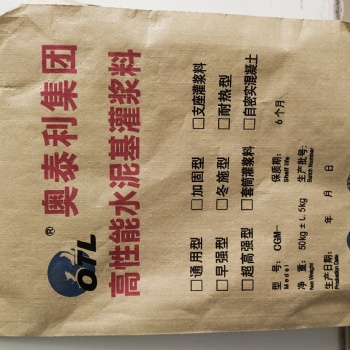 OTL ® 奥泰利集团
高性能水泥基灌浆料
□通用型 □加固型 □支座灌浆料
□早强型 □冬施型 □耐热型
□超高强型 □套筒灌浆料 □自密实混凝土
型 号: CGM— 保质期: 6个月
Model Shelf life
净 重: 50kg ± 1.5kg 生产批号:
Net Weight Batch Number
生产日期: 年 月 日
Production Date